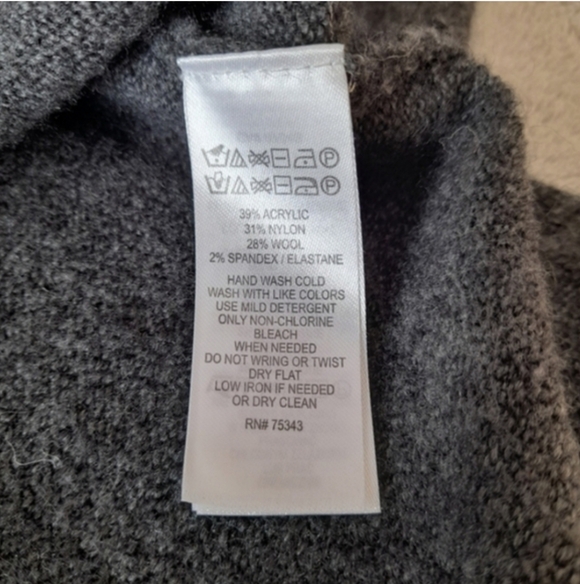 39% ACRYLIC
31% NYLON
28% WOOL
2% SPANDEX / ELASTANE
HAND WASH COLD
WASH WITH LIKE COLORS
USE MILD DETERGENT
ONLY NON-CHLORINE
BLEACH
WHEN NEEDED
DO NOT WRING OR TWIST
DRY FLAT
LOW IRON IF NEEDED
OR DRY CLEAN
RN# 75343